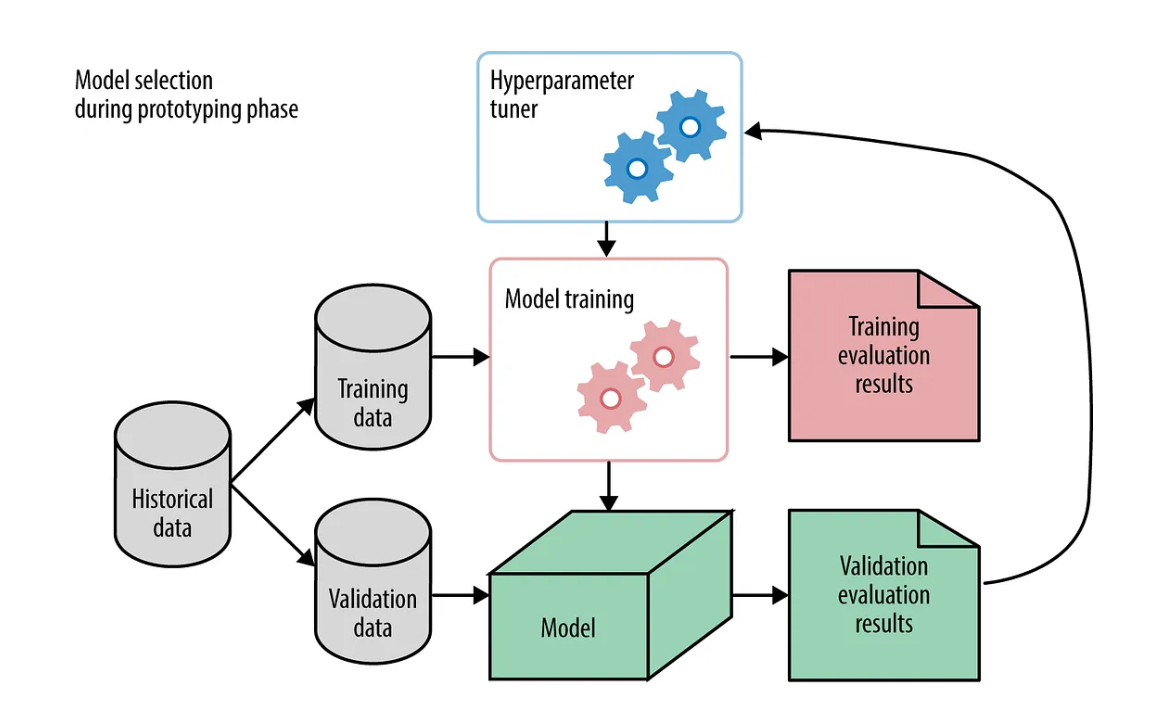 Model selection
during prototyping phase
Hyperparameter
tuner
Model training
Training
evaluation
results
Training
data
Historical
data
Validation
data
Model
Validation
evaluation
results